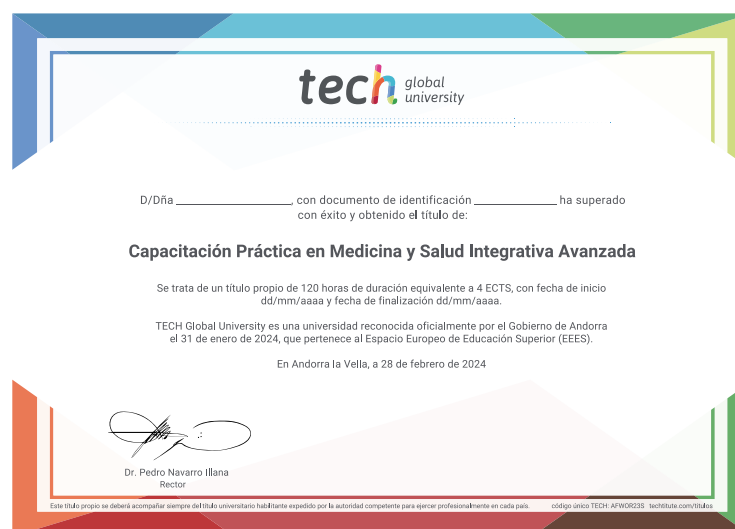 tech global university
D/Dña ____________________, con documento de identificación ______________ ha superado
con éxito y obtenido el título de:
Capacitación Práctica en Medicina y Salud Integrativa Avanzada
Se trata de un título propio de 120 horas de duración equivalente a 4 ECTS, con fecha de inicio
dd/mm/aaaa y fecha de finalización dd/mm/aaaa.
TECH Global University es una universidad reconocida oficialmente por el Gobierno de Andorra
el 31 de enero de 2024, que pertenece al Espacio Europeo de Educación Superior (EEES).
En Andorra la Vella, a 28 de febrero de 2024
Dr. Pedro Navarro Illana
Rector
Este título propio se deberá acompañar siempre del título universitario habilitante expedido por la autoridad competente para ejercer profesionalmente en cada país. código único TECH: AFWOR23S techtitute.com/títulos